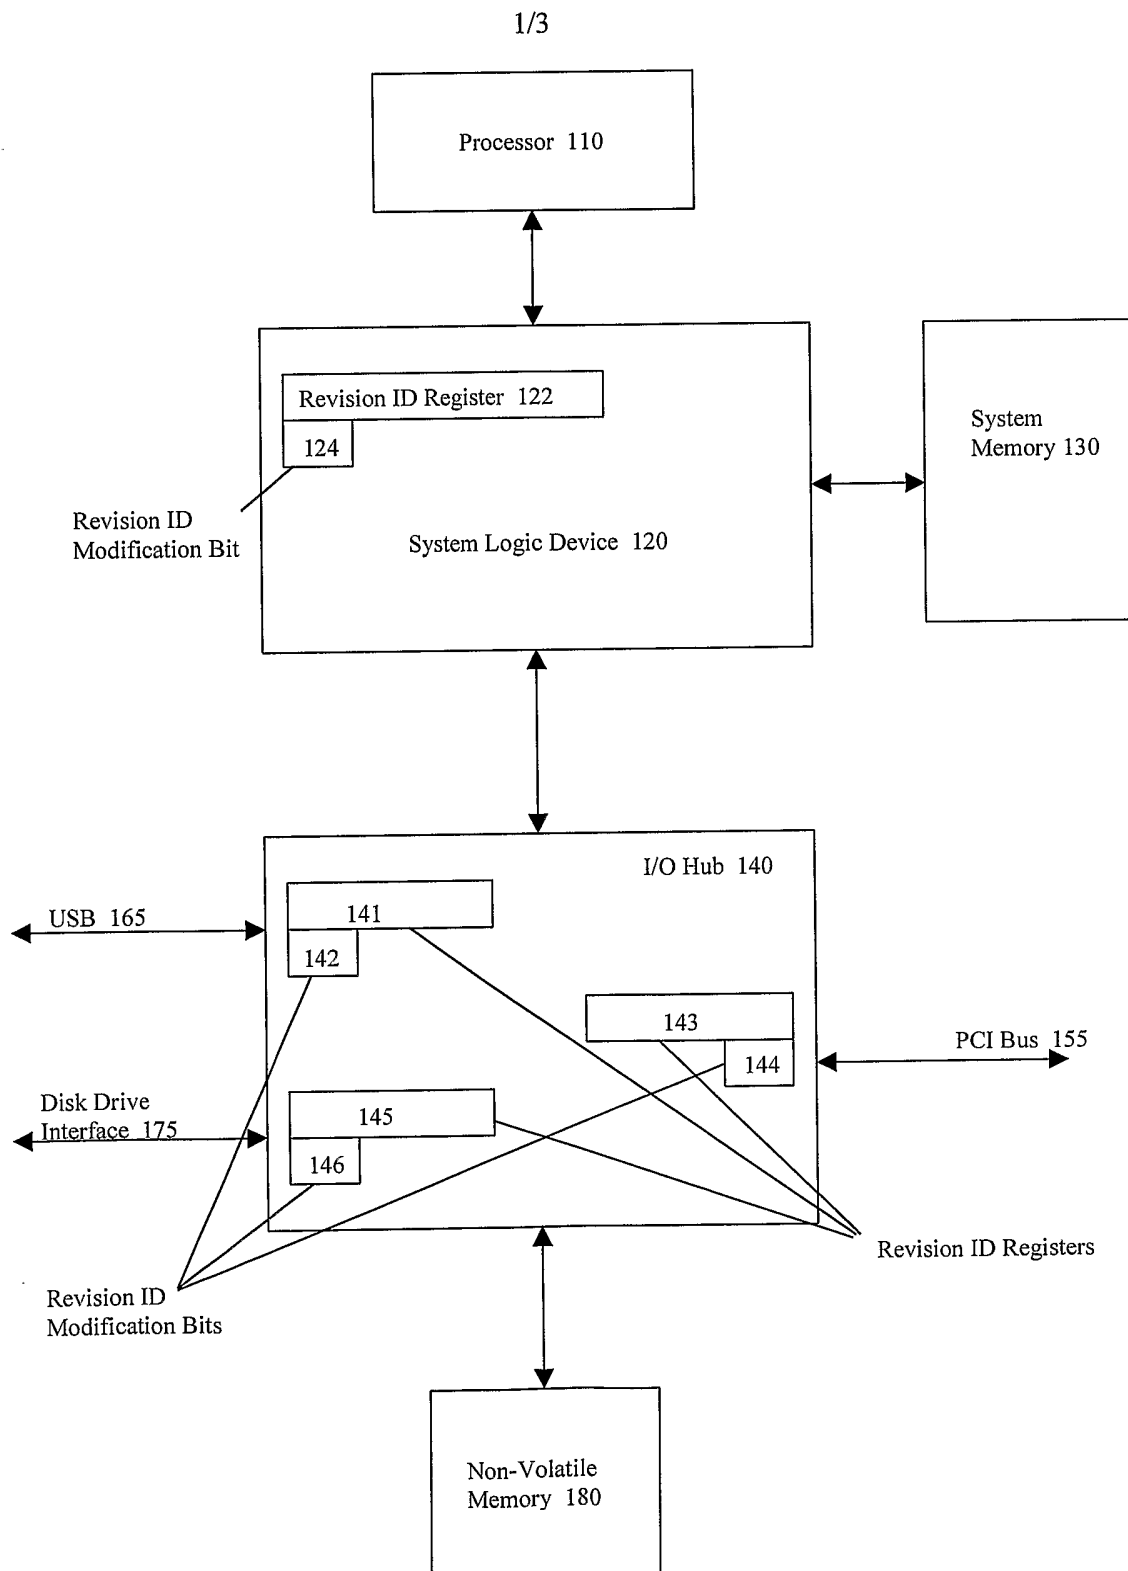 1/3
Processor 110
Revision ID Register 122
124
Revision ID
Modification Bit
System Logic Device 120
System
Memory 130
I/O Hub 140
USB 165
141
142
143
144
PCI Bus 155
Disk Drive
Interface 175
145
146
Revision ID Registers
Revision ID
Modification Bits
Non-Volatile
Memory 180